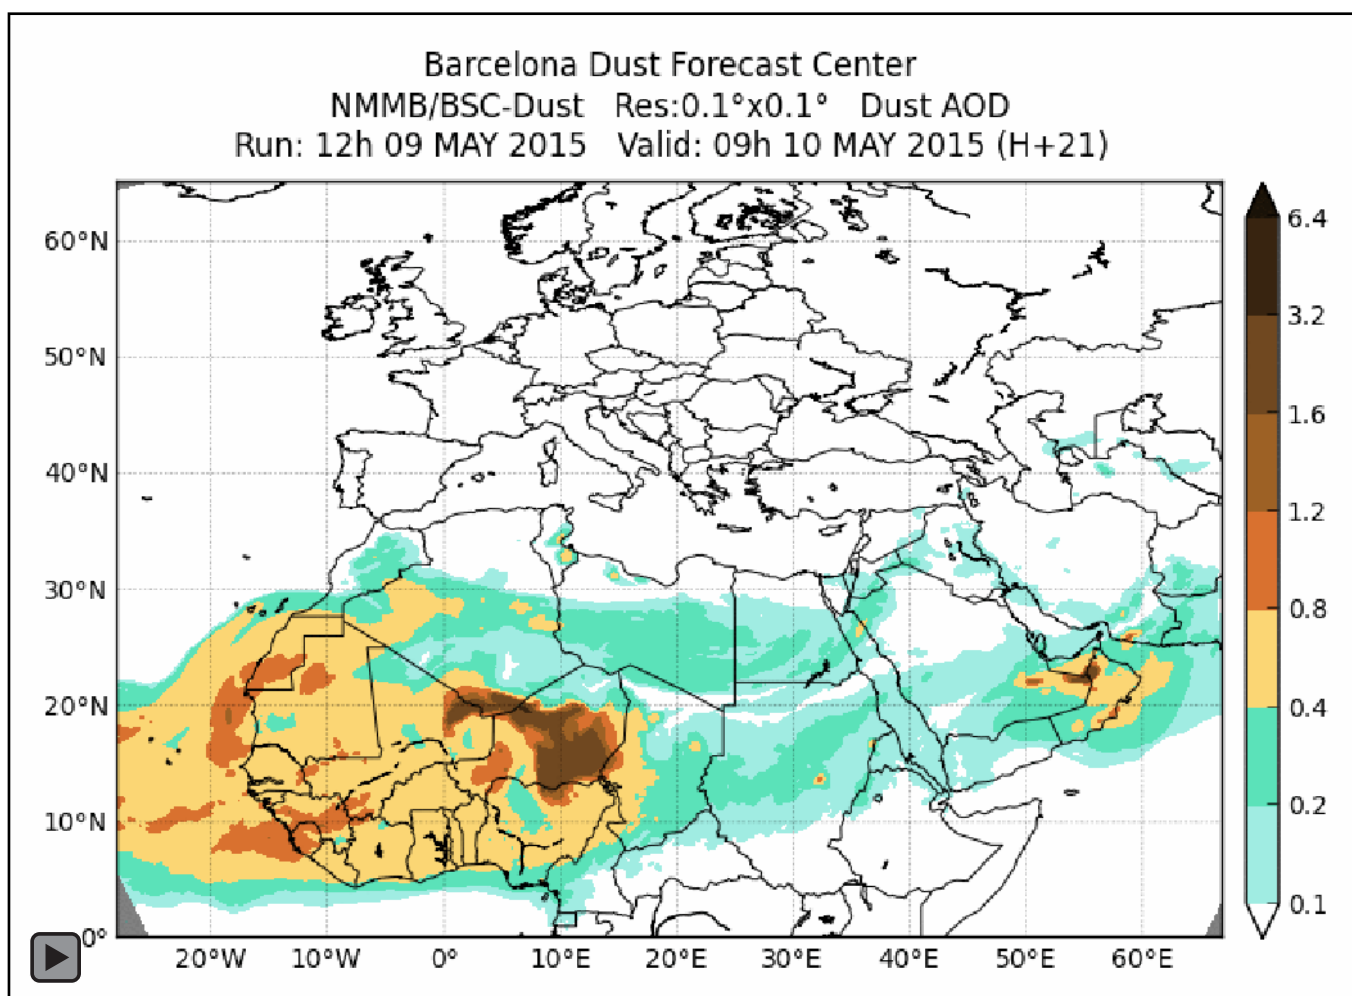 Barcelona Dust Forecast Center
NMMB/BSC-Dust Res:0.1°x0.1° Dust AOD
Run: 12h 09 MAY 2015 Valid: 09h 10 MAY 2015 (H+21)
60°N
50°N
40°N
30°N
20°N
10°N
0°
20°W 10°W 0° 10°E 20°E 30°E 40°E 50°E 60°E
6.4
3.2
1.6
1.2
0.8
0.4
0.2
0.1